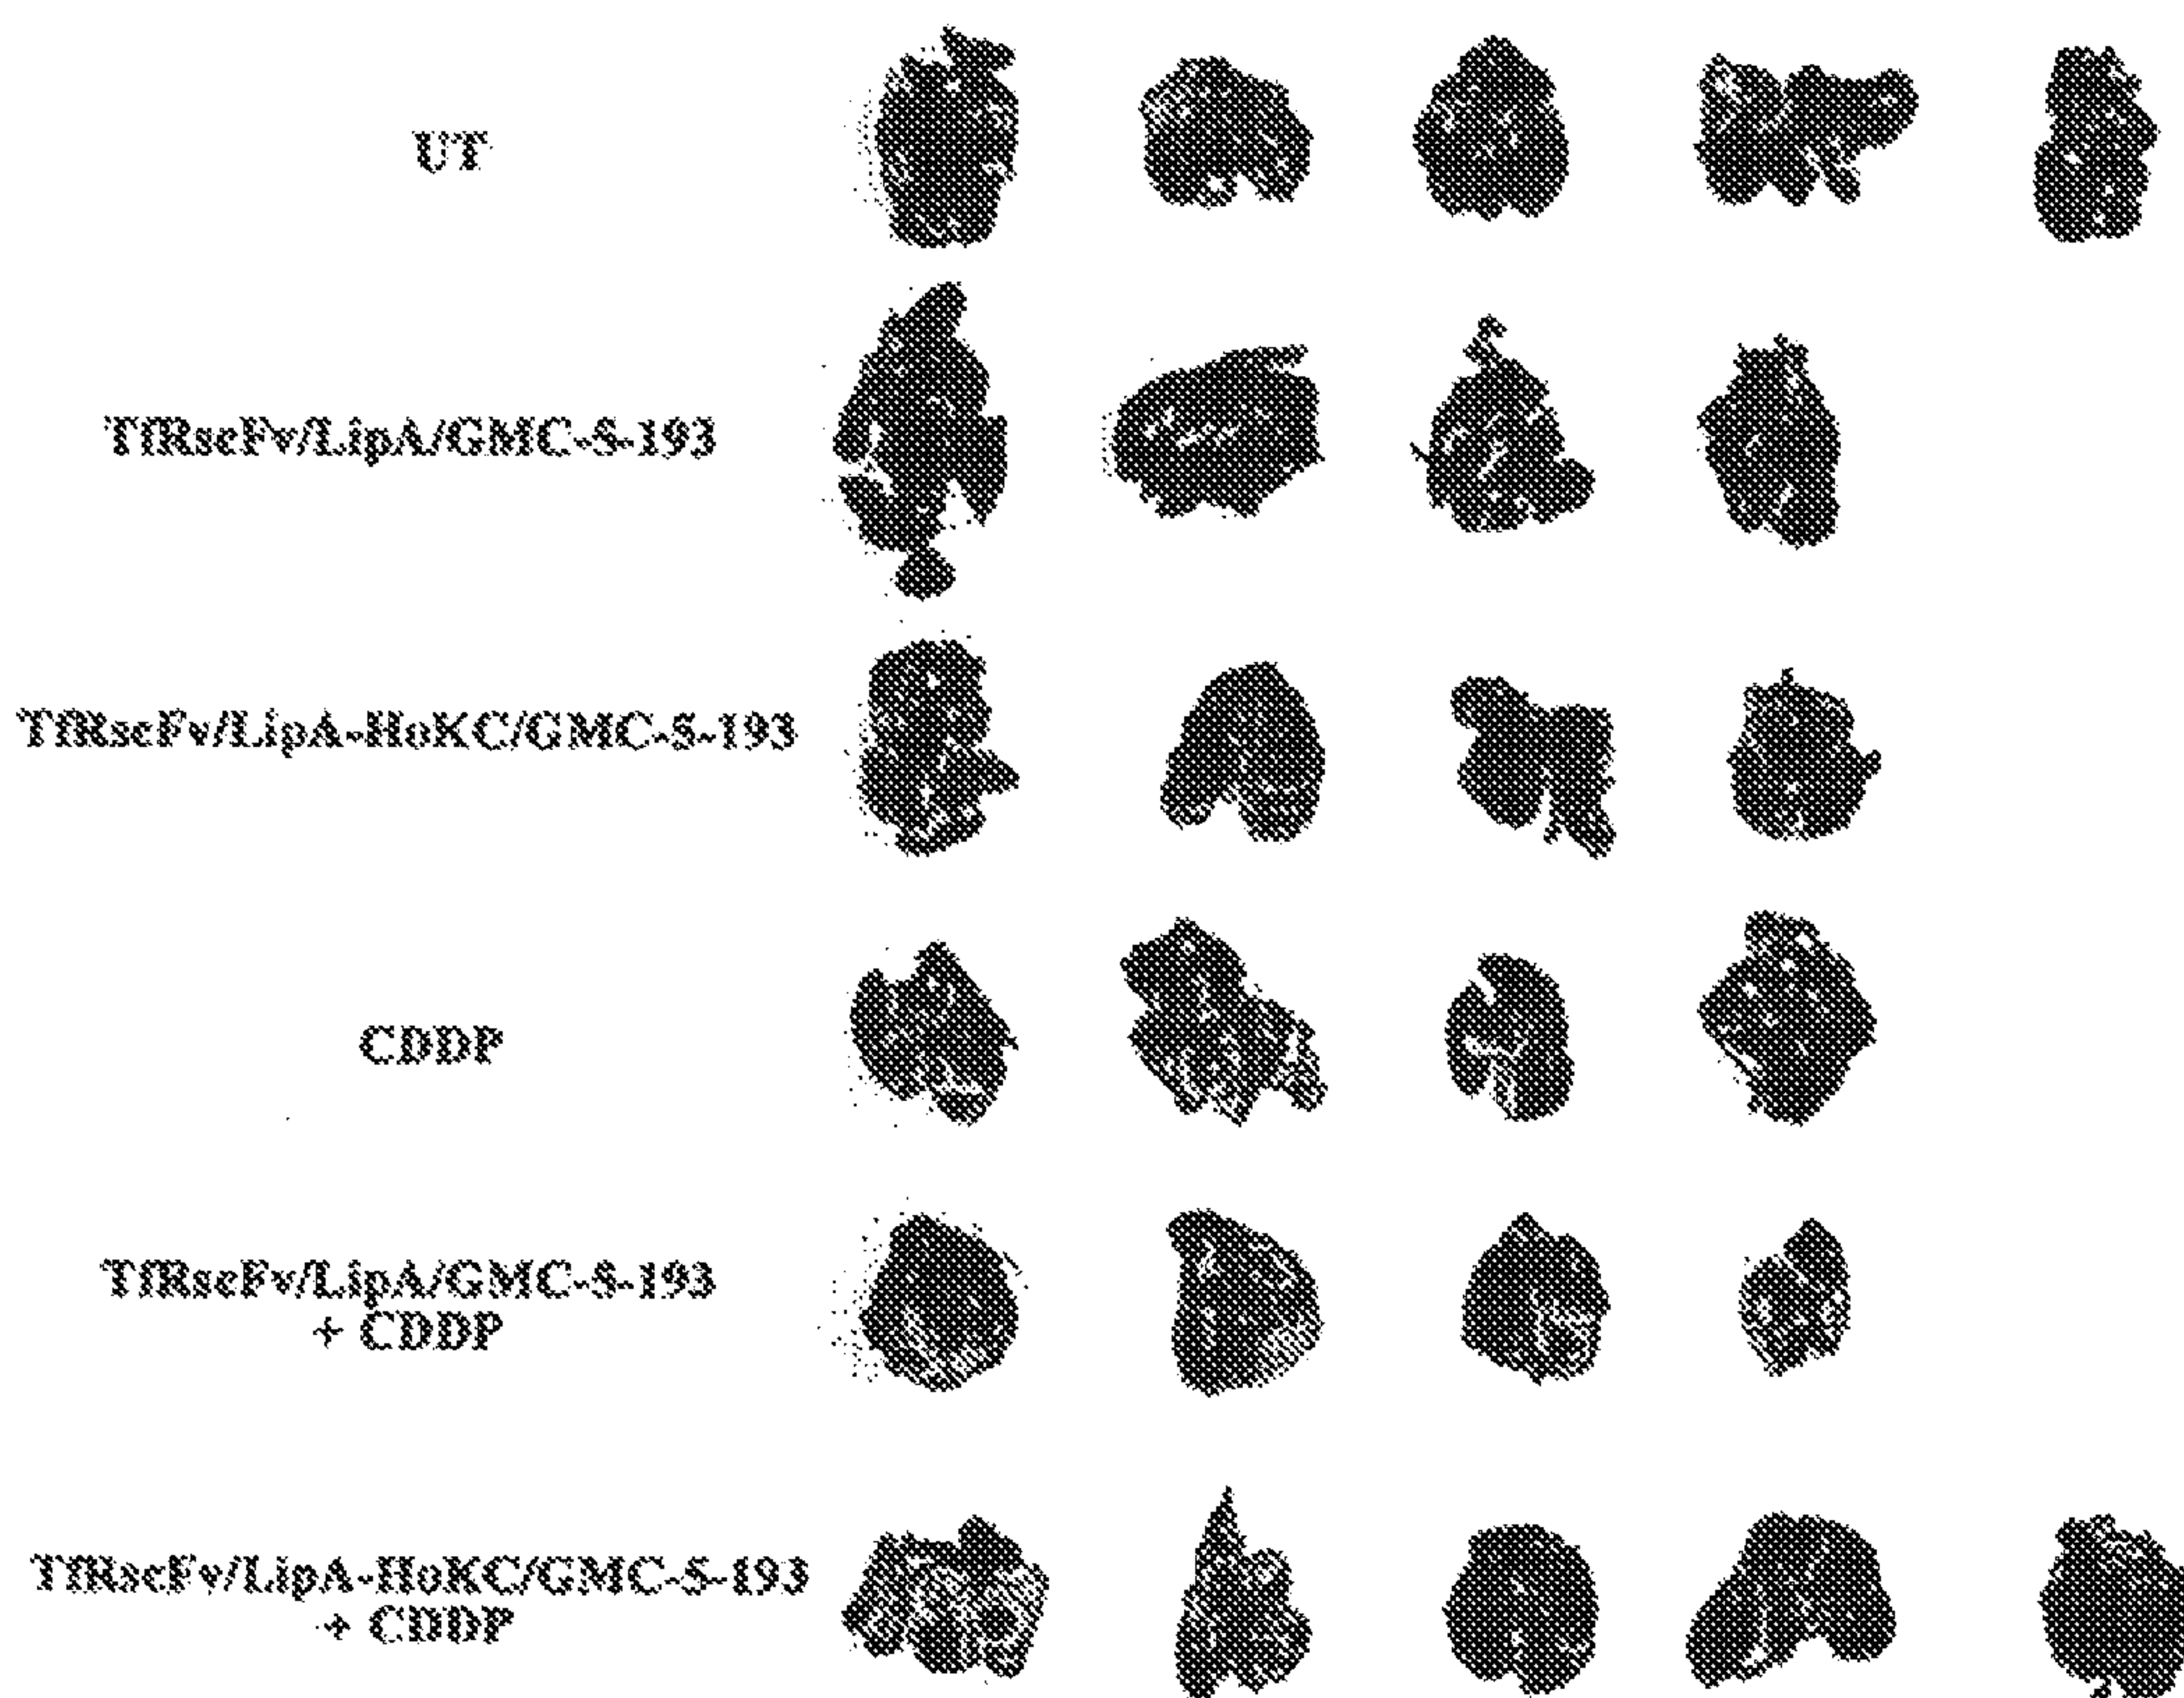 UT
TfRscFv/LipA/GMC-5-193
TfRscFv/LipA-HoKC/GMC-5-193
CDDP
TfRscFv/LipA/GMC-5-193
+ CDDP
TfRscFv/LipA-HoKC/GMC-5-193
+ CDDP